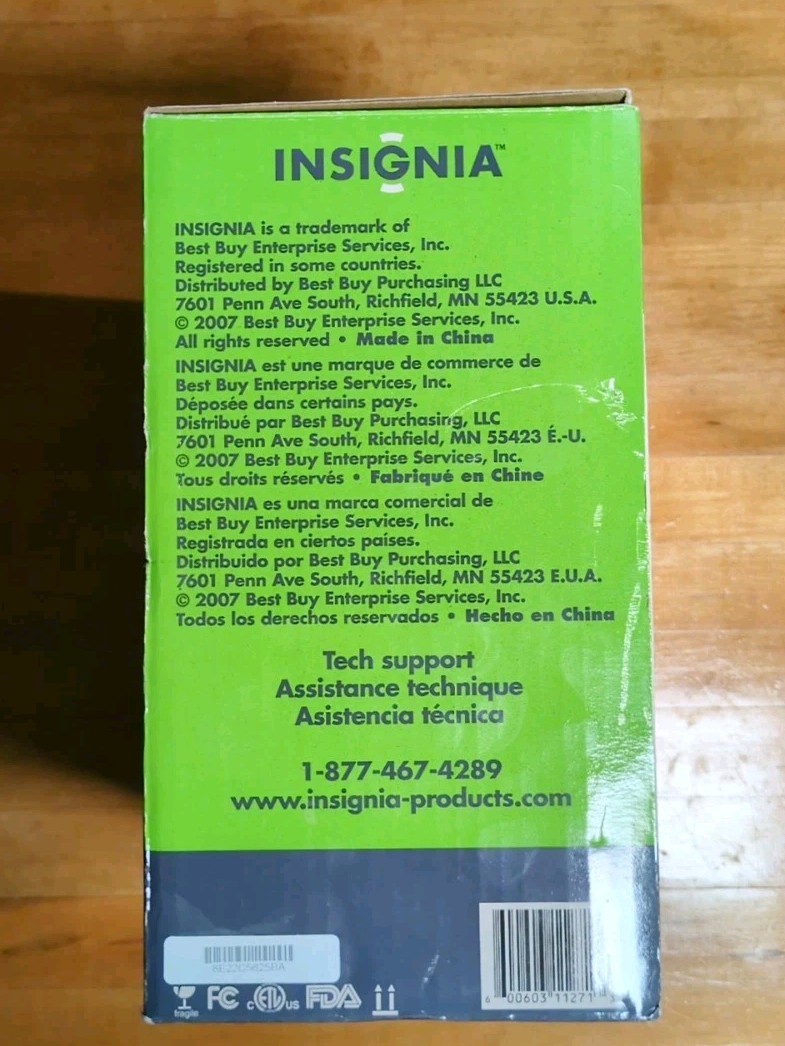 INSIGNIA™
INSIGNIA is a trademark of
Best Buy Enterprise Services, Inc.
Registered in some countries.
Distributed by Best Buy Purchasing LLC
7601 Penn Ave South, Richfield, MN 55423 U.S.A.
© 2007 Best Buy Enterprise Services, Inc.
All rights reserved • Made in China
INSIGNIA est une marque de commerce de
Best Buy Enterprise Services, Inc.
Déposée dans certains pays.
Distribué par Best Buy Purchasing, LLC
7601 Penn Ave South, Richfield, MN 55423 É.-U.
© 2007 Best Buy Enterprise Services, Inc.
Tous droits réservés • Fabriqué en Chine
INSIGNIA es una marca comercial de
Best Buy Enterprise Services, Inc.
Registrada en ciertos países.
Distribuido por Best Buy Purchasing, LLC
7601 Penn Ave South, Richfield, MN 55423 E.U.A.
© 2007 Best Buy Enterprise Services, Inc.
Todos los derechos reservados • Hecho en China
Tech support
Assistance technique
Asistencia técnica
1-877-467-4289
www.insignia-products.com
fragile FC c ETL us FDA
6 00603 11271